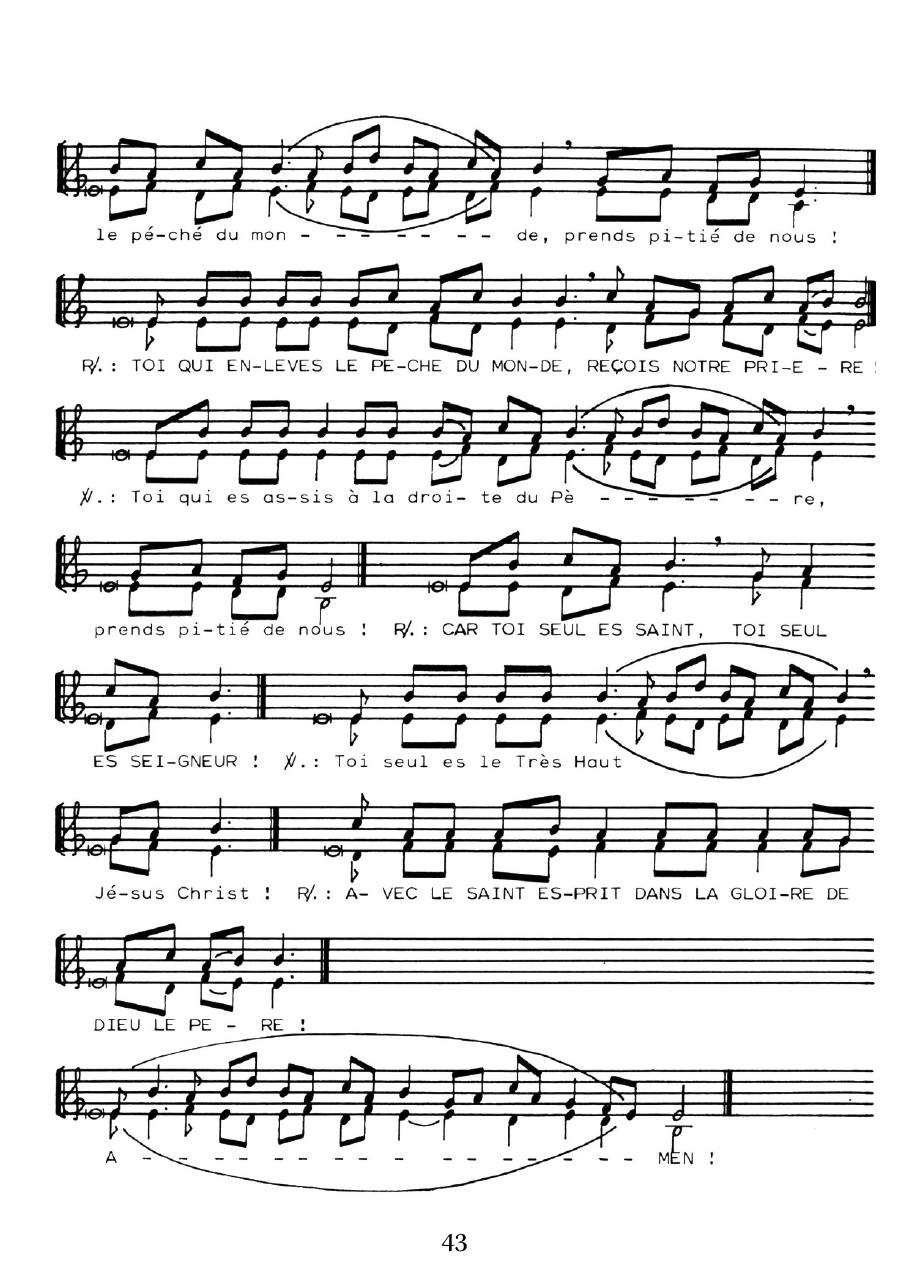 le pé-ché du mon - - - - - - - de, prends pi-tié de nous !
R/. : TOI QUI EN-LEVES LE PE-CHE DU MON-DE, REÇOIS NOTRE PRI-E - RE !
V/. : Toi qui es as-sis à la droi- te du Pè - - - - - - - re,
prends pi-tié de nous ! R/. : CAR TOI SEUL ES SAINT, TOI SEUL
ES SEI-GNEUR ! V/. : Toi seul es le Très Haut
Jé-sus Christ ! R/. : A- VEC LE SAINT ES-PRIT DANS LA GLOI-RE DE
DIEU LE PE - RE !
A - - - - - - - - - - - - - - MEN !
43